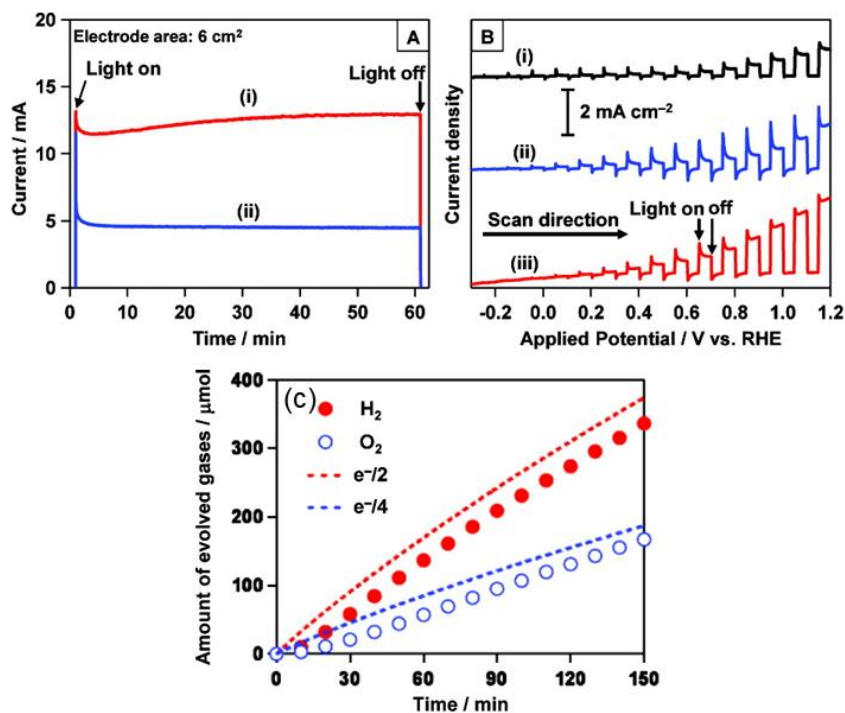 Electrode area: 6 cm²
A
Light on
Light off
(i)
(ii)
20
15
10
5
0
Current / mA
0 10 20 30 40 50 60
Time / min
B
(i)
2 mA cm⁻²
(ii)
Light on off
Scan direction
(iii)
Current density
-0.2 0.0 0.2 0.4 0.6 0.8 1.0 1.2
Applied Potential / V vs. RHE
(c)
H₂
O₂
e⁻/2
e⁻/4
400
300
200
100
0
Amount of evolved gases / μmol
0 30 60 90 120 150
Time / min